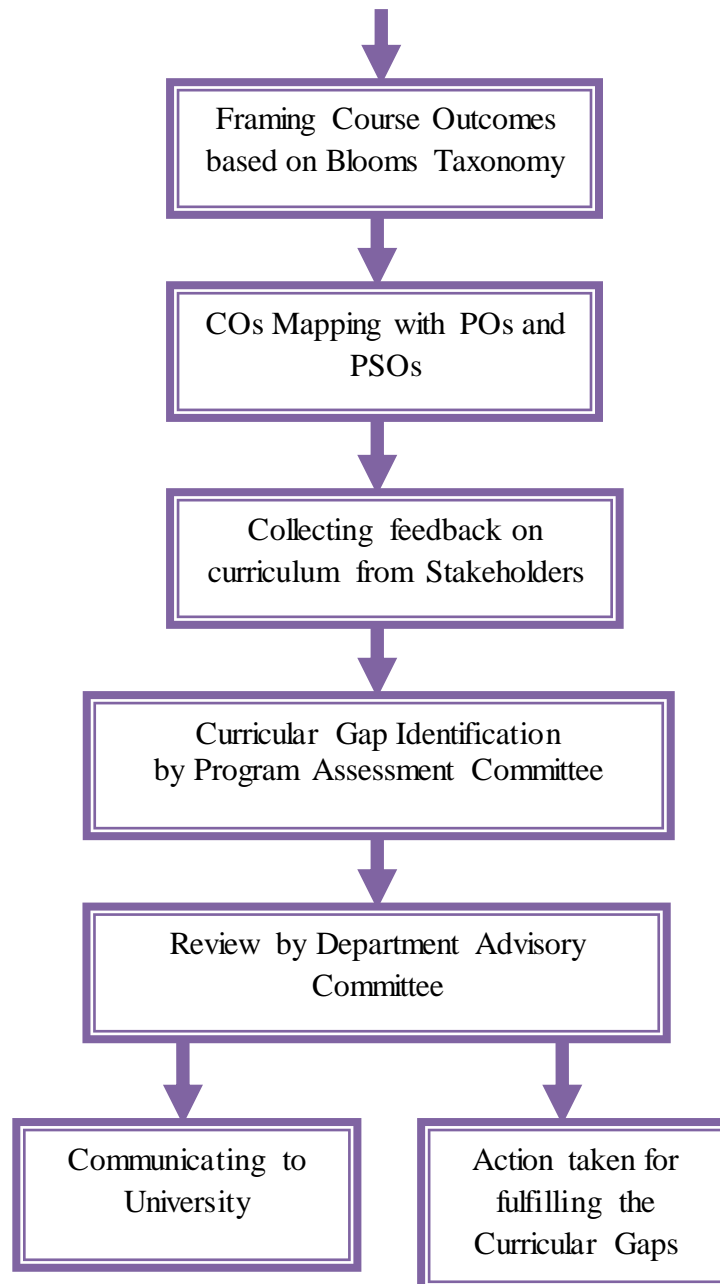 Framing Course Outcomes
based on Blooms Taxonomy
COs Mapping with POs and
PSOs
Collecting feedback on
curriculum from Stakeholders
Curricular Gap Identification
by Program Assessment Committee
Review by Department Advisory
Committee
Communicating to
University
Action taken for
fulfilling the
Curricular Gaps